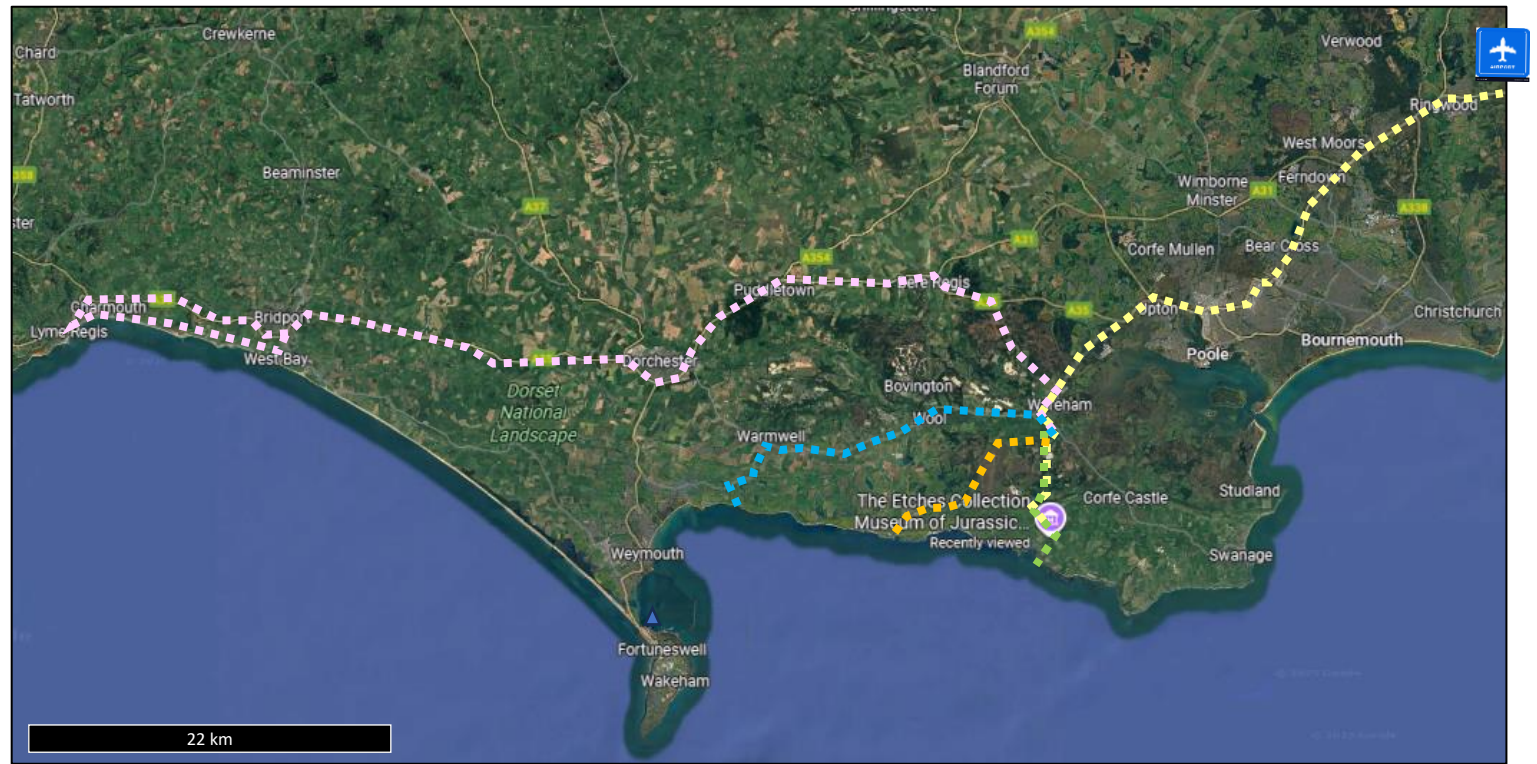 Crewkerne
Chard
A354
Verwood
AIRPORT
Blandford
Forum
Tatworth
Ringwood
West Moors
Beaminster
Wimborne
Minster
Ferndown
A31
A37
A338
A31
Corfe Mullen
Bear Cross
A354
Puddletown
Bere Regis
A35
Upton
Charmouth
Bridport
Christchurch
Lyme Regis
West Bay
Dorchester
Poole
Bournemouth
Bovington
Dorset
National
Landscape
Wareham
Wool
Warmwell
The Etches Collection
Museum of Jurassic...
Recently viewed
Corfe Castle
Studland
Weymouth
Swanage
Fortuneswell
Wakeham
22 km